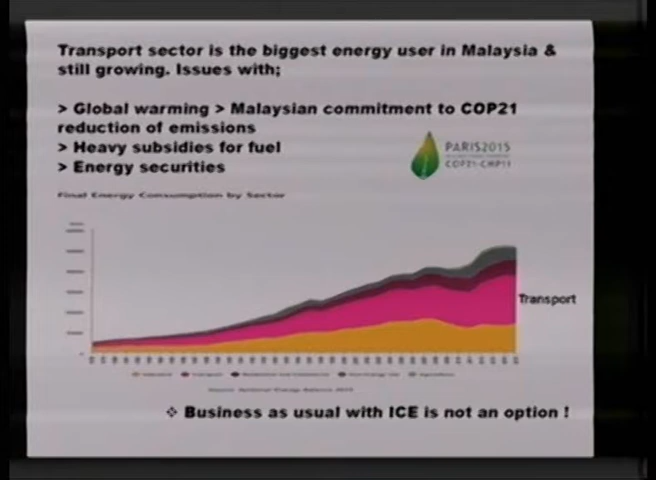 Transport sector is the biggest energy user in Malaysia &
still growing. Issues with;
> Global warming > Malaysian commitment to COP21
reduction of emissions
> Heavy subsidies for fuel
> Energy securities
PARIS2015
COP21·CMP11
Final Energy Consumption by Sector
Transport
❖ Business as usual with ICE is not an option !